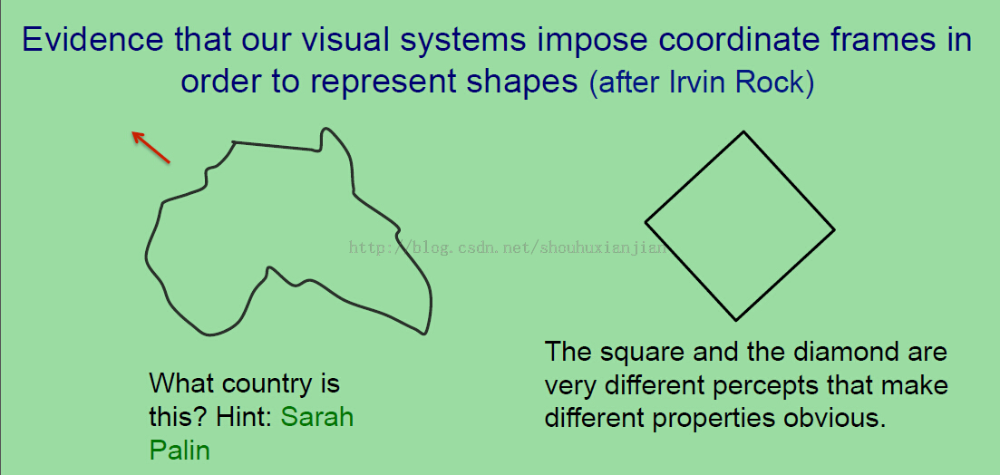 Evidence that our visual systems impose coordinate frames in
order to represent shapes (after Irvin Rock)
http://blog.csdn.net/shouhuxianjian
What country is
this? Hint: Sarah
Palin
The square and the diamond are
very different percepts that make
different properties obvious.